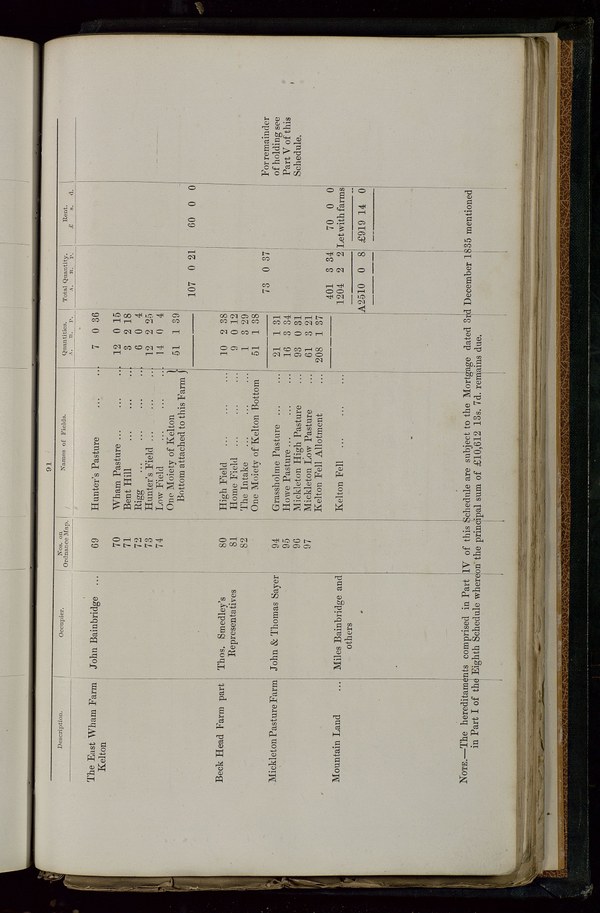 91
Description. Occupier. Nos. on Ordnance Map. Names of Fields. Quantities. Total Quantity. Rent.
A. R. P. A. R. P. £ s. d.
The East Wham Farm John Bainbridge ... 69 Hunter's Pasture ... ... 7 0 36
Kelton
70 Wham Pasture ... ... ... 12 0 15
71 Bent Hill ... ... ... 3 2 18
72 Rigg ... ... ... ... 6 0 4
73 Hunter's Field ... ... ... 12 2 25
74 Low Field ... ... ... 14 0 4
One Moiety of Kelton
Bottom attached to this Farm } 51 1 39
107 0 21 60 0 0
Beck Head Farm part Thos. Smedley's 80 High Field ... ... ... 10 2 38
Representatives 81 Home Field ... ... ... 9 0 12
82 The Intake ... ... ... 1 3 29
One Moiety of Kelton Bottom 51 1 38
73 0 37 For remainder
of holding see
Part V of this
Schedule.
Mickleton Pasture Farm John & Thomas Sayer 94 Grassholme Pasture ... ... 21 1 31
95 Howe Pasture ... ... ... 16 3 34
96 Mickleton High Pasture ... 93 0 31
97 Mickleton Low Pasture ... 61 3 21
Kelton Fell Allotment ... 208 1 37
401 3 34 70 0 0
Mountain Land ... Miles Bainbridge and Kelton Fell ... ... ... 1204 2 2 Let with farms
others
A2510 0 8 £919 14 0
NOTE.—The hereditaments comprised in Part IV of this Schedule are subject to the Mortgage dated 3rd December 1835 mentioned
in Part I of the Eighth Schedule whereon the principal sum of £10,612 13s. 7d. remains due.